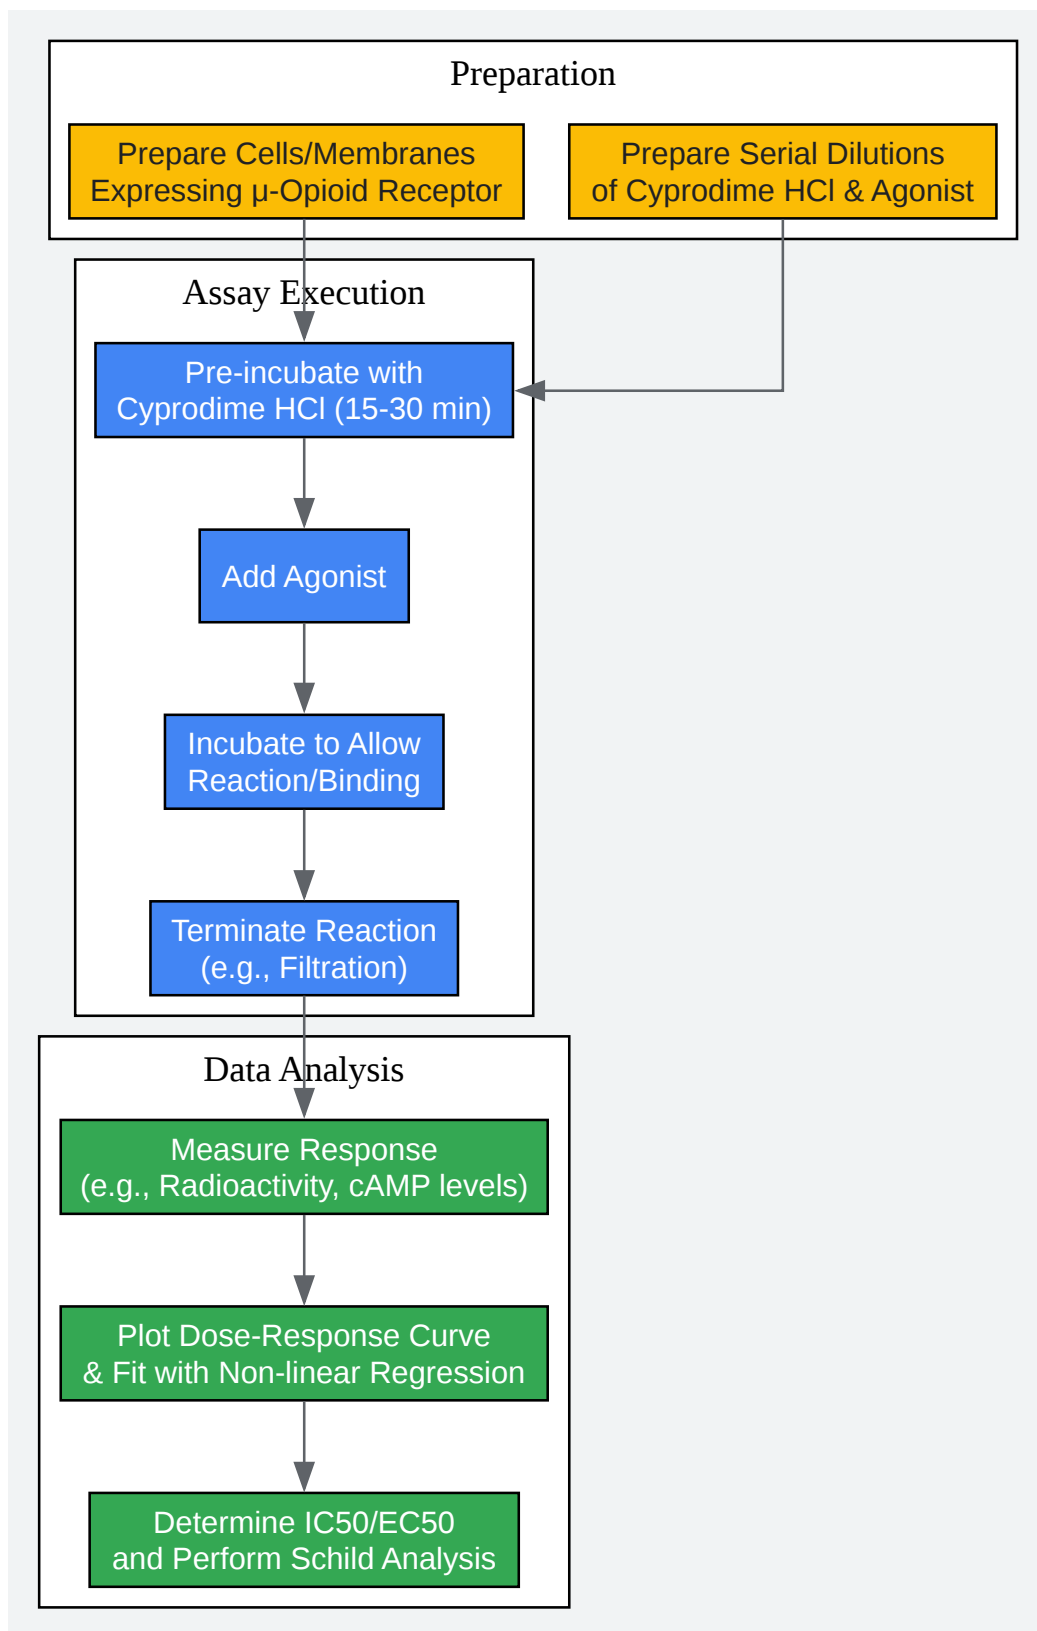 Preparation
Prepare Cells/Membranes
Expressing μ-Opioid Receptor
Prepare Serial Dilutions
of Cyprodime HCl & Agonist
Assay Execution
Pre-incubate with
Cyprodime HCl (15-30 min)
Add Agonist
Incubate to Allow
Reaction/Binding
Terminate Reaction
(e.g., Filtration)
Data Analysis
Measure Response
(e.g., Radioactivity, cAMP levels)
Plot Dose-Response Curve
& Fit with Non-linear Regression
Determine IC50/EC50
and Perform Schild Analysis